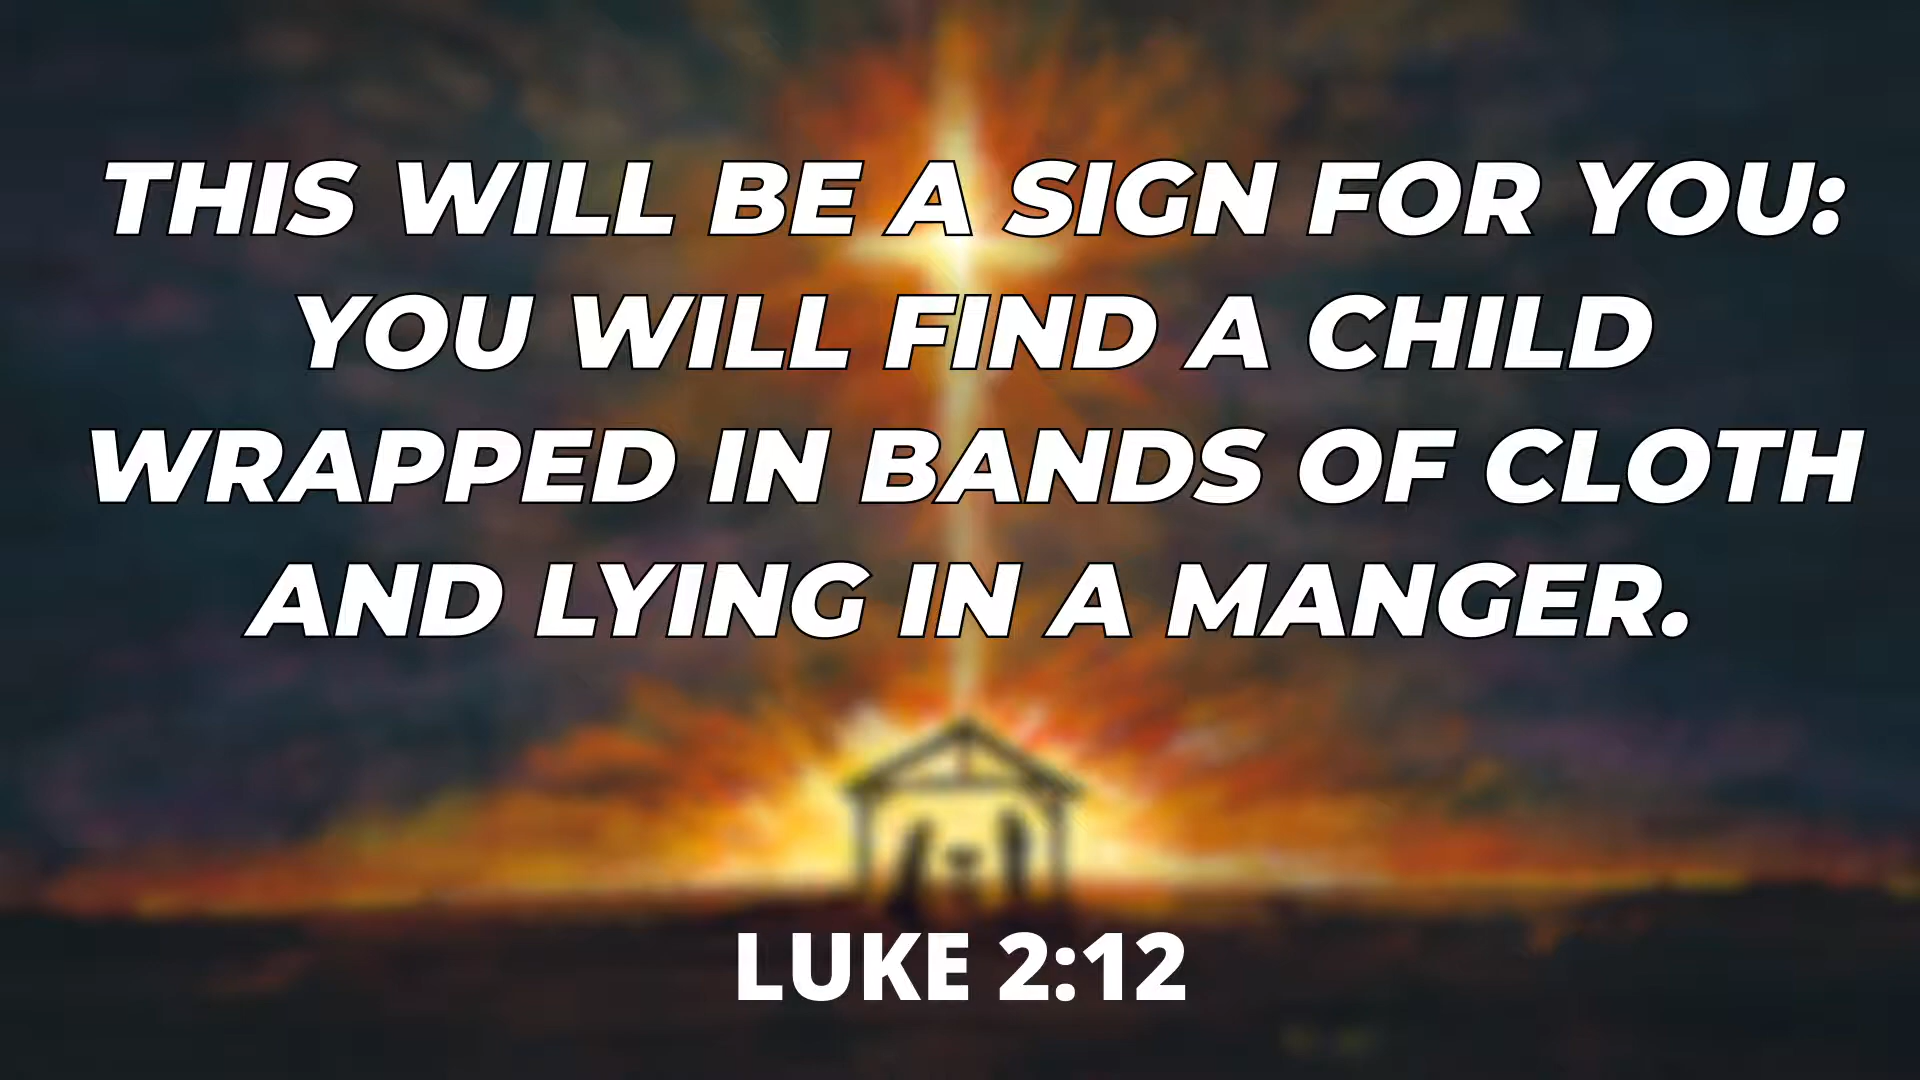 THIS WILL BE A SIGN FOR YOU:
YOU WILL FIND A CHILD
WRAPPED IN BANDS OF CLOTH
AND LYING IN A MANGER.
LUKE 2:12